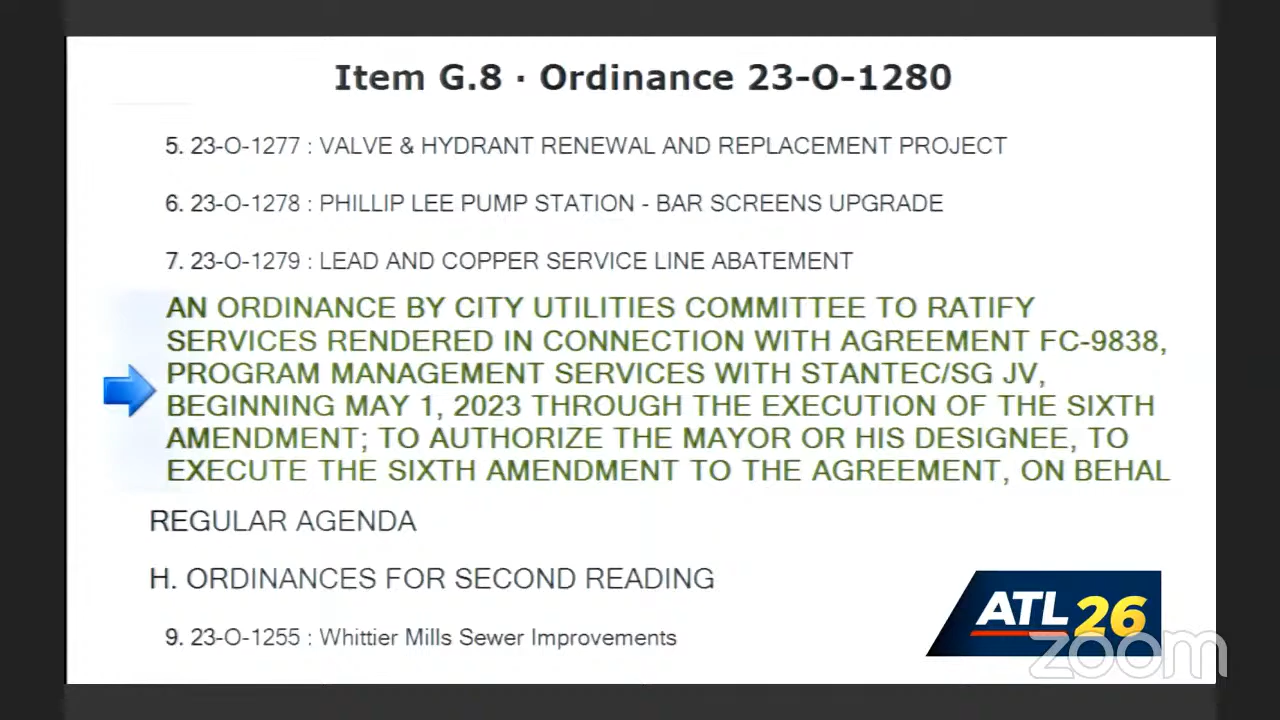 Item G.8 · Ordinance 23-O-1280
5. 23-O-1277 : VALVE & HYDRANT RENEWAL AND REPLACEMENT PROJECT
6. 23-O-1278 : PHILLIP LEE PUMP STATION - BAR SCREENS UPGRADE
7. 23-O-1279 : LEAD AND COPPER SERVICE LINE ABATEMENT
AN ORDINANCE BY CITY UTILITIES COMMITTEE TO RATIFY
SERVICES RENDERED IN CONNECTION WITH AGREEMENT FC-9838,
PROGRAM MANAGEMENT SERVICES WITH STANTEC/SG JV,
BEGINNING MAY 1, 2023 THROUGH THE EXECUTION OF THE SIXTH
AMENDMENT; TO AUTHORIZE THE MAYOR OR HIS DESIGNEE, TO
EXECUTE THE SIXTH AMENDMENT TO THE AGREEMENT, ON BEHAL
REGULAR AGENDA
H. ORDINANCES FOR SECOND READING
9. 23-O-1255 : Whittier Mills Sewer Improvements
ATL 26
zoom